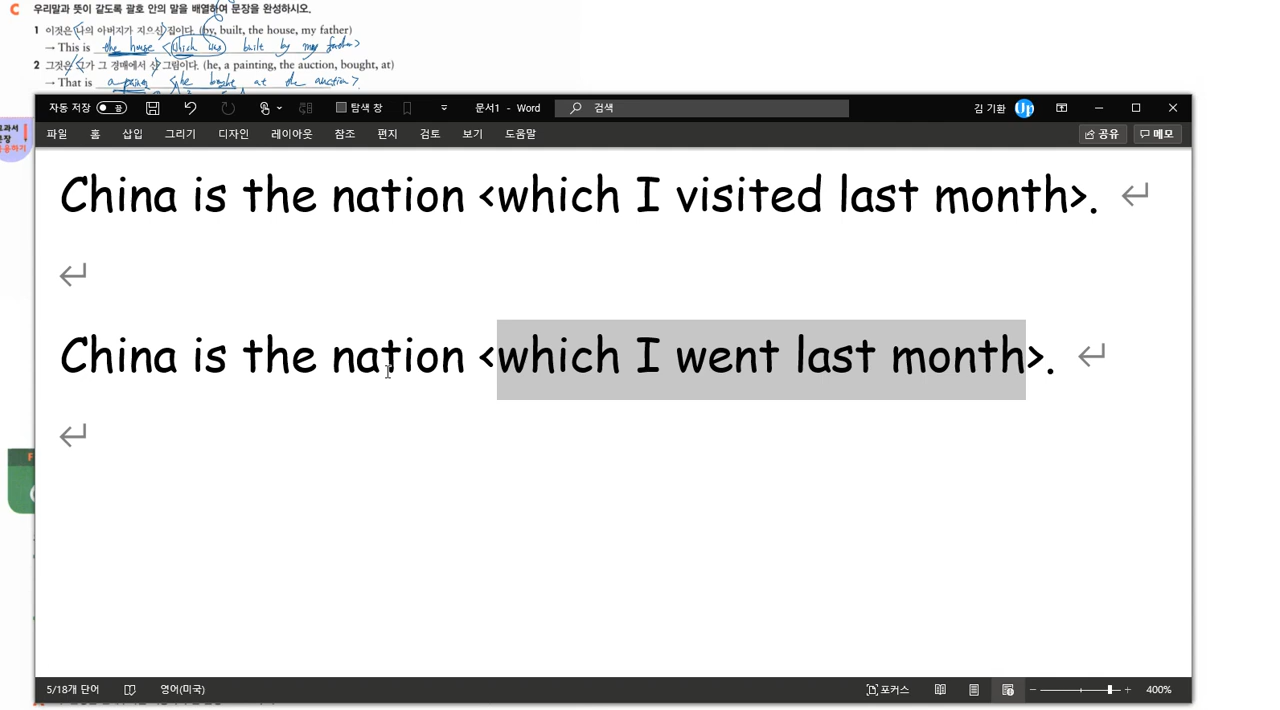 C 우리말과 뜻이 같도록 괄호 안의 말을 배열하여 문장을 완성하시오.
1 이것은 나의 아버지가 지으신 집이다. (by, built, the house, my father)
→ This is the house <which was built by my father>
2 그것은 그가 그 경매에서 산 그림이다. (he, a painting, the auction, bought, at)
→ That is a painting <he bought at the auction>.
자동 저장 끔 탐색 창 문서1 - Word 검색 김 기환
파일 홈 삽입 그리기 디자인 레이아웃 참조 편지 검토 보기 도움말 공유 메모
China is the nation <which I visited last month>.
China is the nation <which I went last month>.
5/18개 단어 영어(미국) 포커스 400%